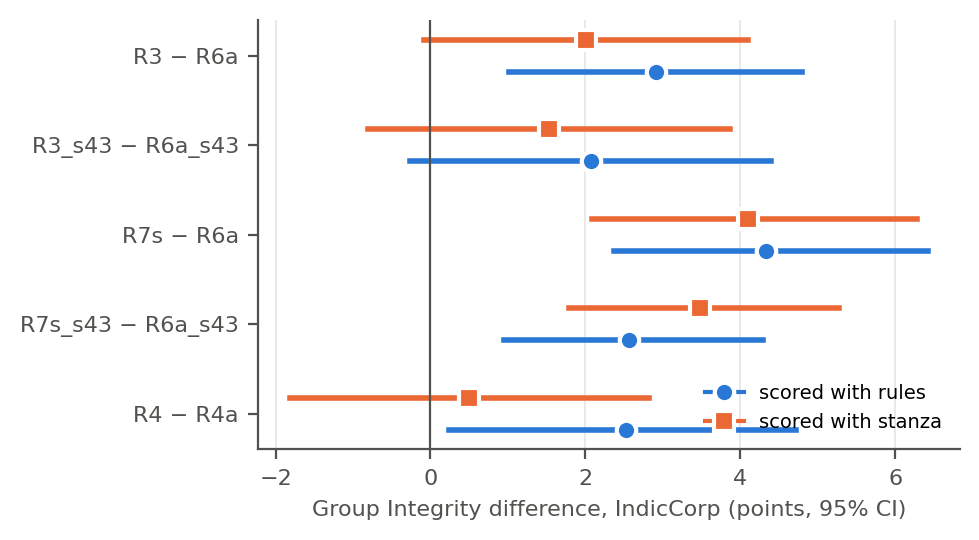 R3 − R6a
R3_s43 − R6a_s43
R7s − R6a
R7s_s43 − R6a_s43
R4 − R4a
scored with rules
scored with stanza
−2 0 2 4 6
Group Integrity difference, IndicCorp (points, 95% CI)